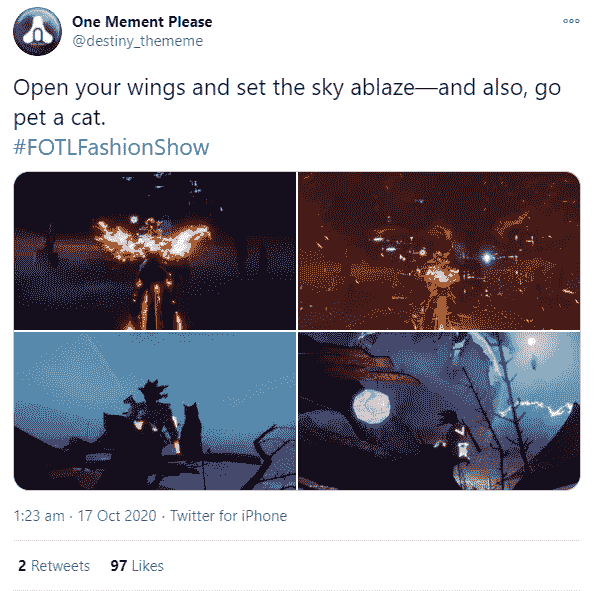 One Mement Please
@destiny_thememe
Open your wings and set the sky ablaze—and also, go
pet a cat.
#FOTLFashionShow
1:23 am · 17 Oct 2020 · Twitter for iPhone
2 Retweets 97 Likes